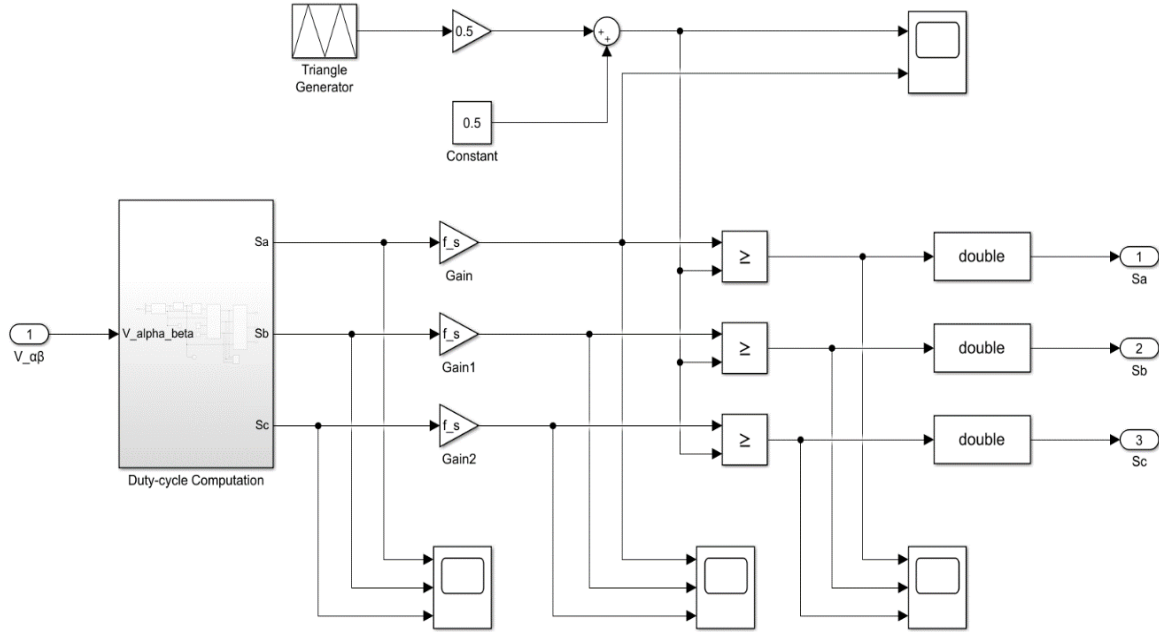 0.5
Triangle
Generator
0.5
Constant
Sa
f_s
≥
double
1
Gain
Sa
1
V_αβ
V_alpha_beta
Sb
f_s
≥
double
2
Gain1
Sb
Sc
f_s
≥
double
3
Gain2
Sc
Duty-cycle Computation